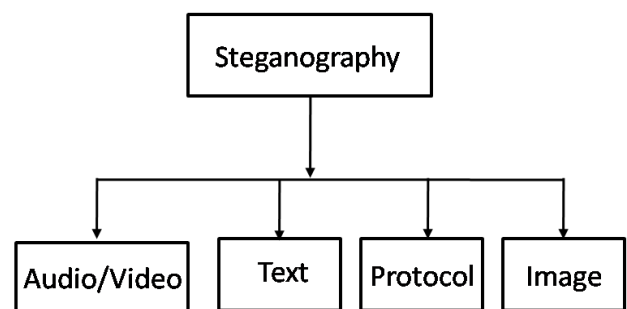 Steganography
Audio/Video
Text
Protocol
Image